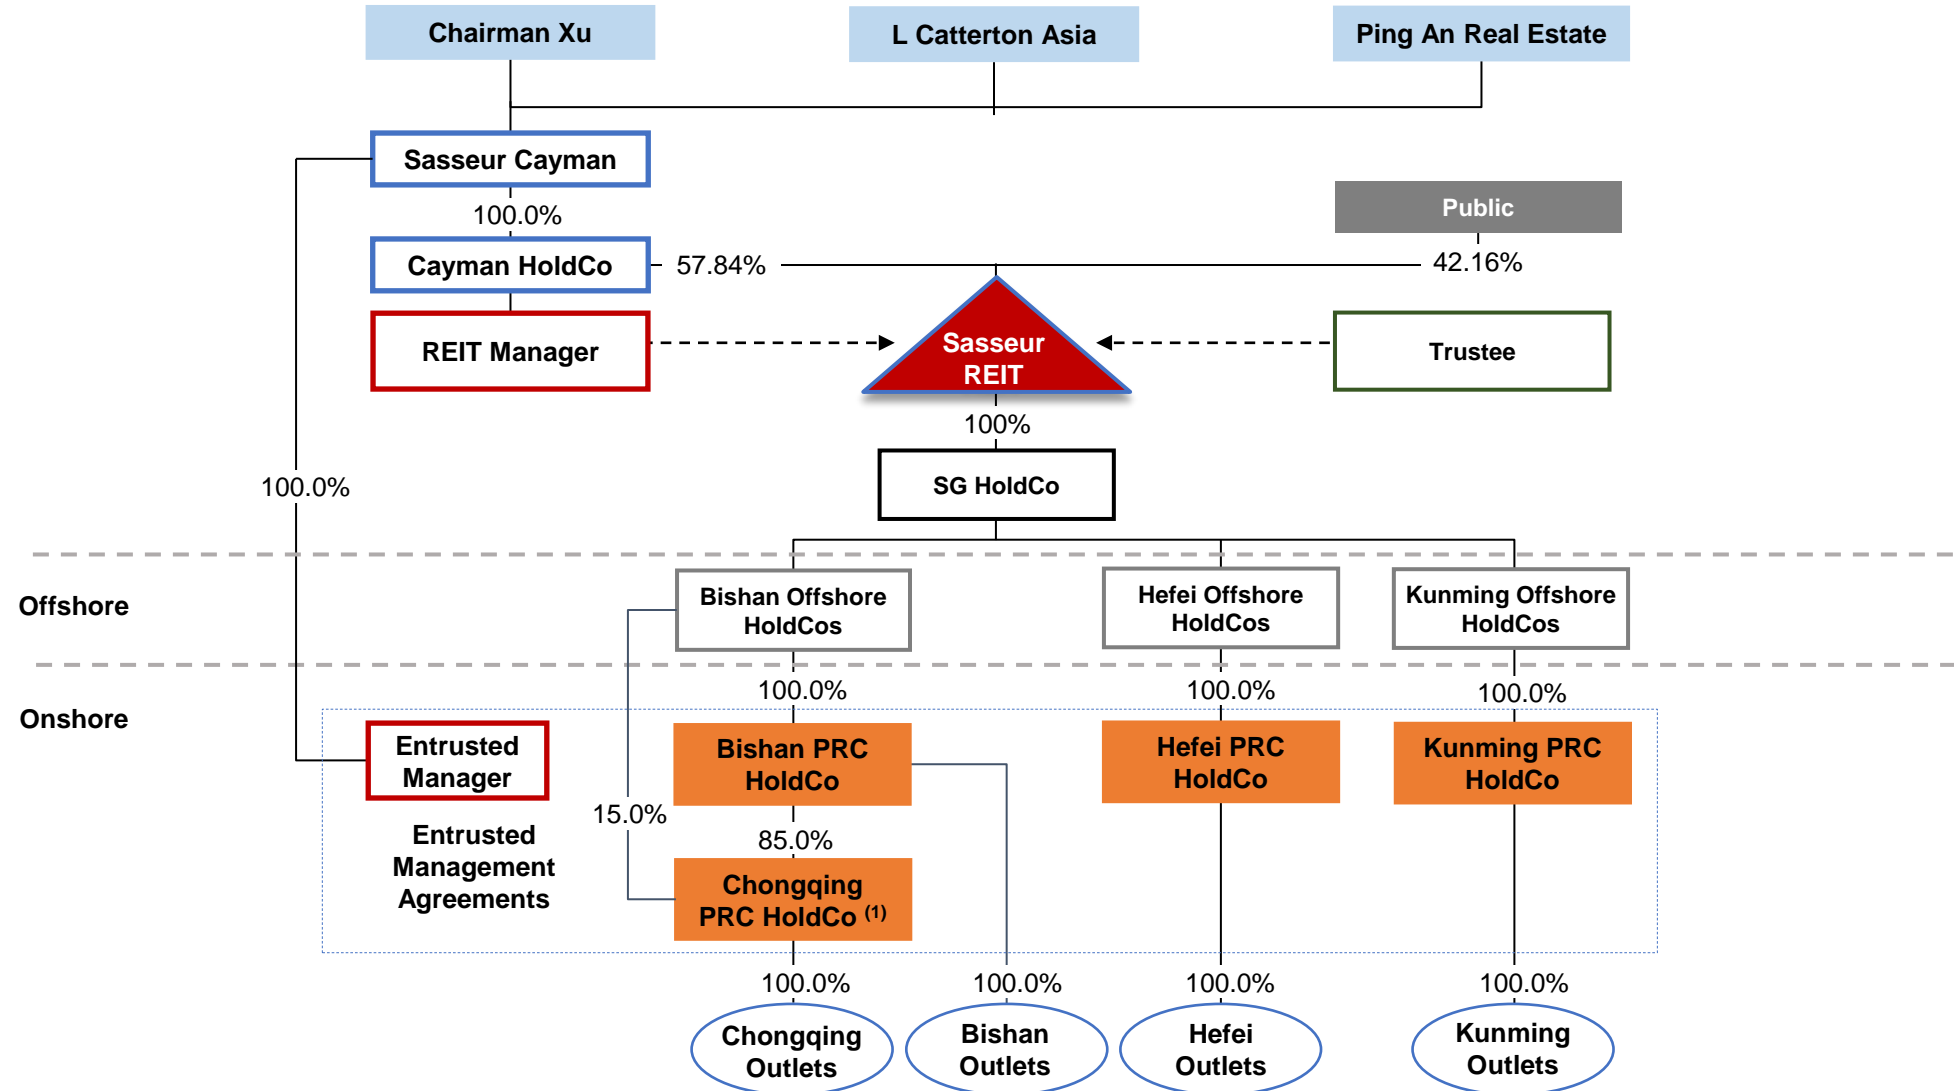 Chairman Xu
L Catterton Asia
Ping An Real Estate
Sasseur Cayman
100.0%
Public
Cayman HoldCo
57.84%
42.16%
REIT Manager
Sasseur
REIT
Trustee
100%
SG HoldCo
100.0%
Offshore
Bishan Offshore
HoldCos
Hefei Offshore
HoldCos
Kunming Offshore
HoldCos
100.0%
100.0%
100.0%
Onshore
Entrusted
Manager
Bishan PRC
HoldCo
Hefei PRC
HoldCo
Kunming PRC
HoldCo
15.0%
85.0%
Entrusted
Management
Agreements
Chongqing
PRC HoldCo (1)
100.0%
100.0%
100.0%
100.0%
Chongqing
Outlets
Bishan
Outlets
Hefei
Outlets
Kunming
Outlets